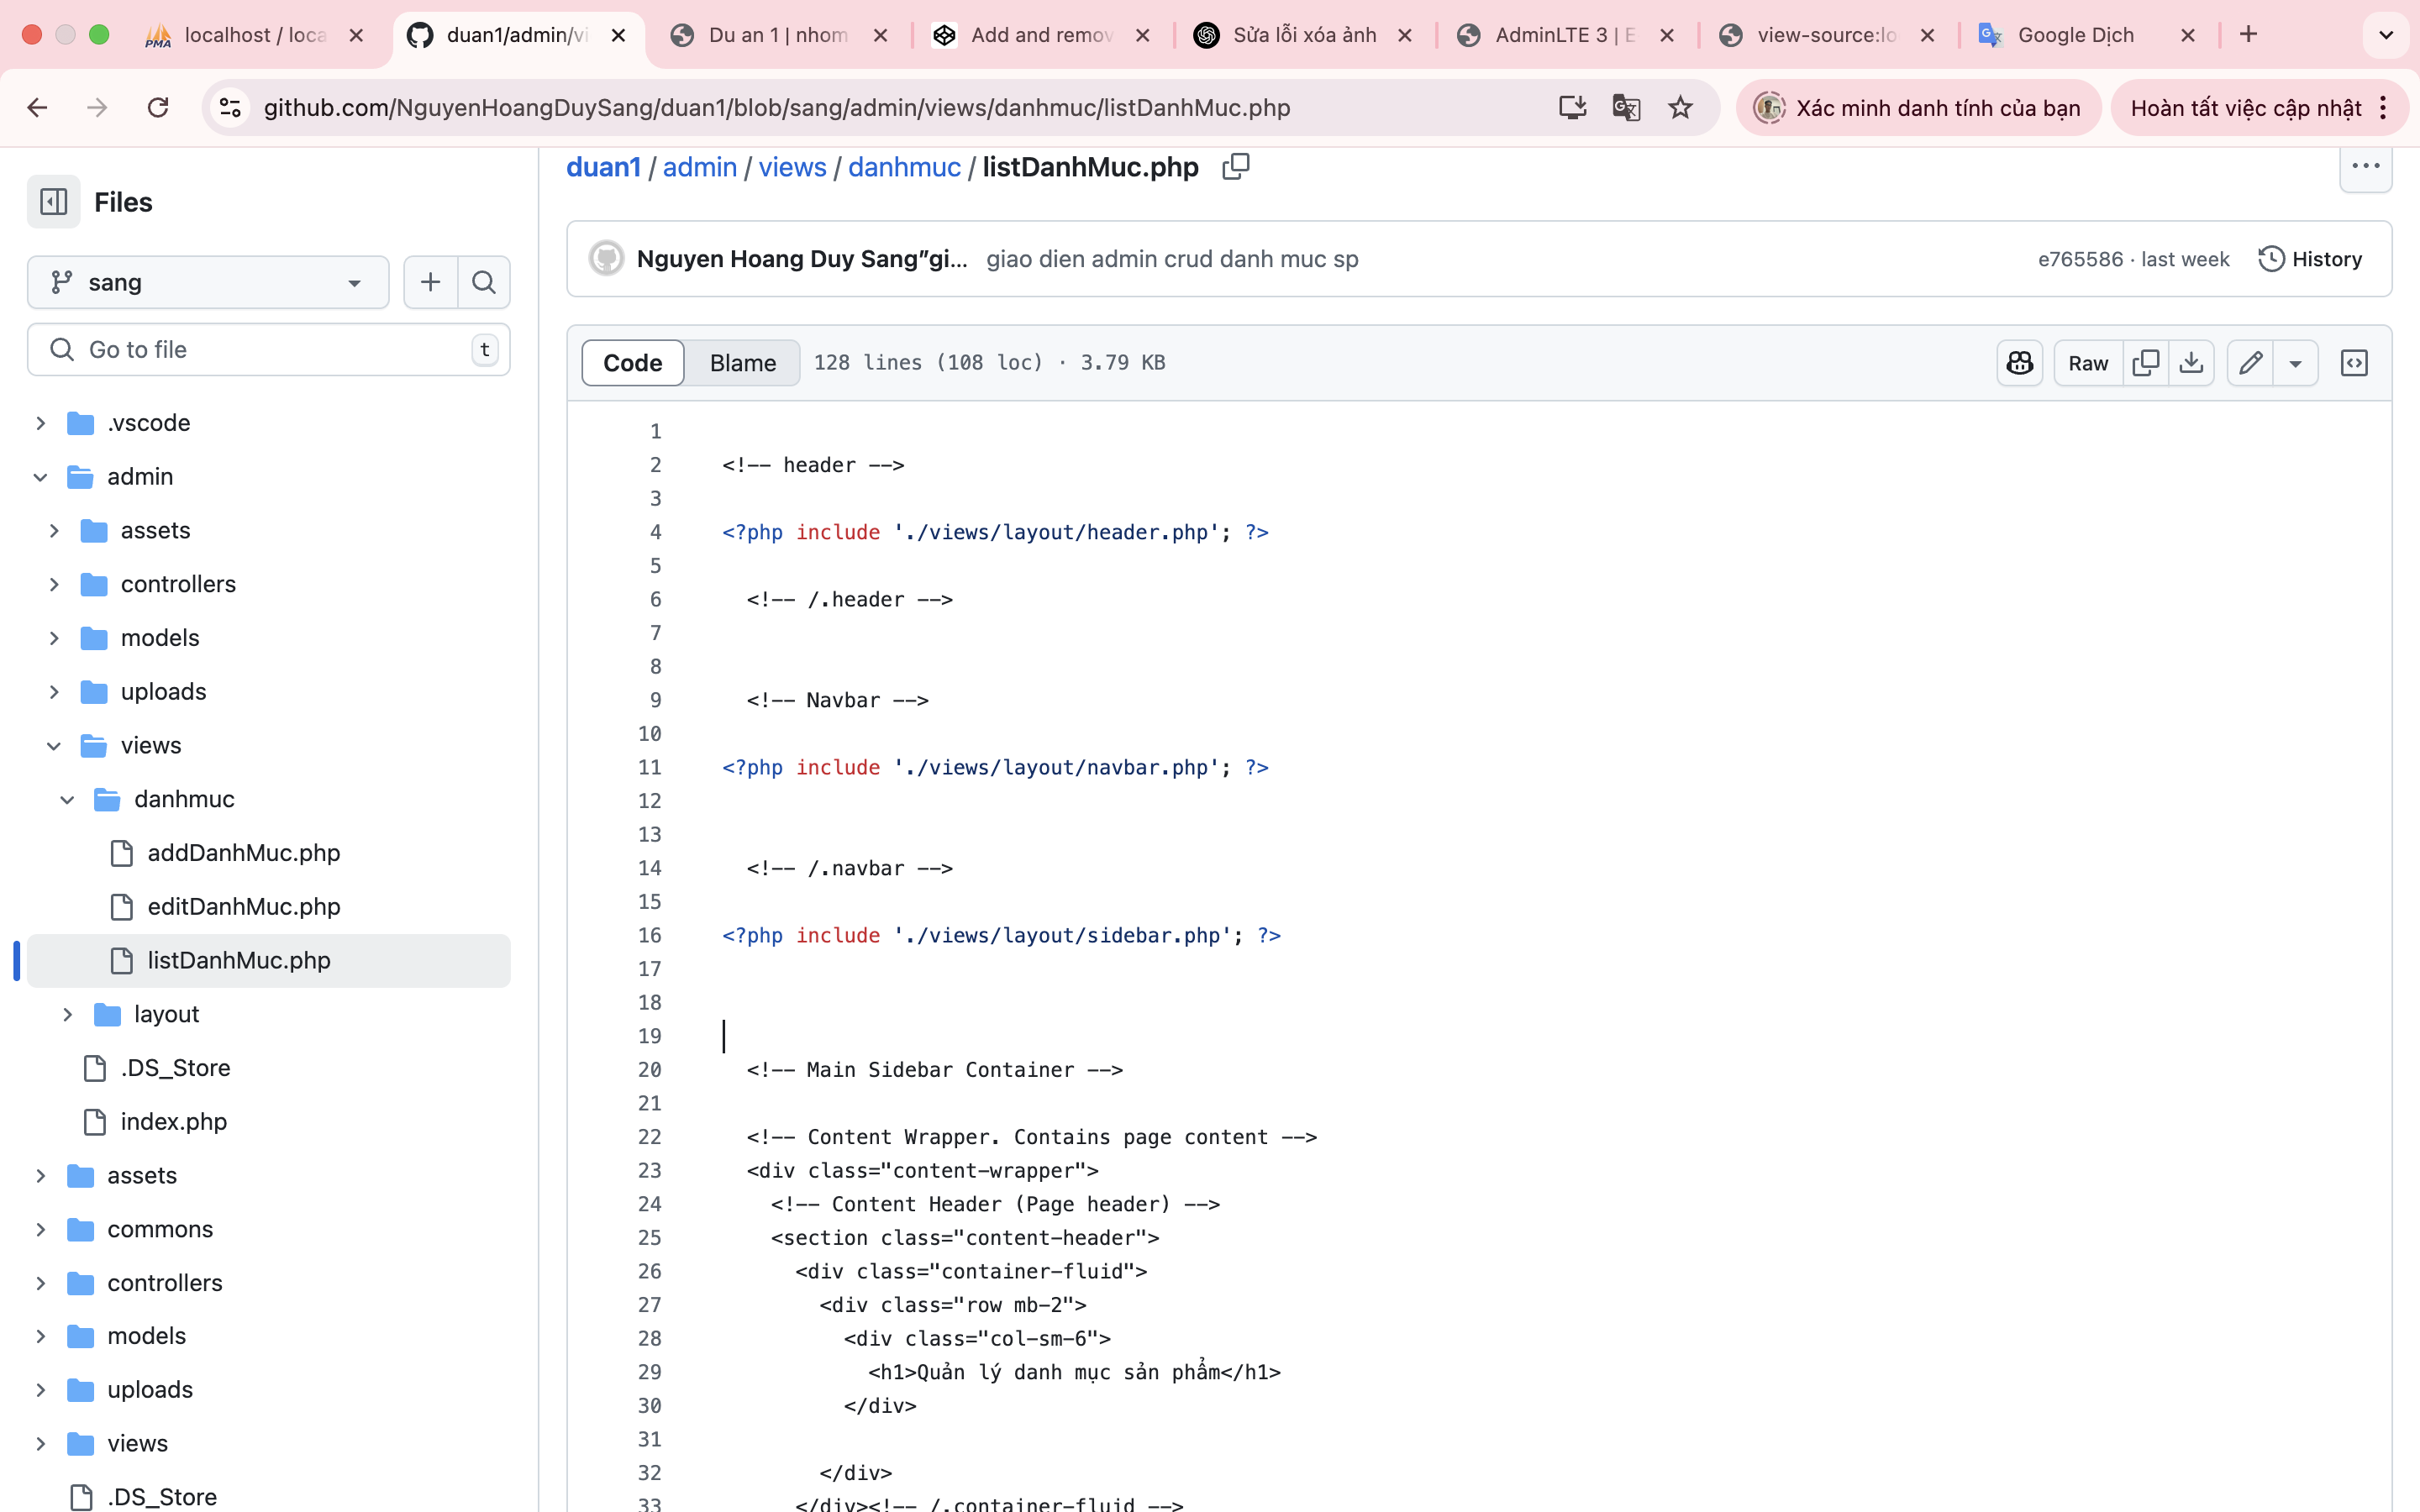 localhost / loca
duan1/admin/vi
Du an 1 | nhom
Add and remov
Sửa lỗi xóa ảnh
AdminLTE 3 | E
view-source:lo
Google Dịch
github.com/NguyenHoangDuySang/duan1/blob/sang/admin/views/danhmuc/listDanhMuc.php
Xác minh danh tính của bạn
Hoàn tất việc cập nhật
Files
sang
Go to file
t
.vscode
admin
assets
controllers
models
uploads
views
danhmuc
addDanhMuc.php
editDanhMuc.php
listDanhMuc.php
layout
.DS_Store
index.php
assets
commons
controllers
models
uploads
views
.DS_Store
duan1 / admin / views / danhmuc / listDanhMuc.php
Nguyen Hoang Duy Sang”gi... giao dien admin crud danh muc sp
e765586 · last week
History
Code Blame 128 lines (108 loc) · 3.79 KB
Raw
1
2 <!-- header -->
3
4 <?php include './views/layout/header.php'; ?>
5
6 <!-- /.header -->
7
8
9 <!-- Navbar -->
10
11 <?php include './views/layout/navbar.php'; ?>
12
13
14 <!-- /.navbar -->
15
16 <?php include './views/layout/sidebar.php'; ?>
17
18
19
20 <!-- Main Sidebar Container -->
21
22 <!-- Content Wrapper. Contains page content -->
23 <div class="content-wrapper">
24 <!-- Content Header (Page header) -->
25 <section class="content-header">
26 <div class="container-fluid">
27 <div class="row mb-2">
28 <div class="col-sm-6">
29 <h1>Quản lý danh mục sản phẩm</h1>
30 </div>
31
32 </div>
33 </div><!-- /.container-fluid -->